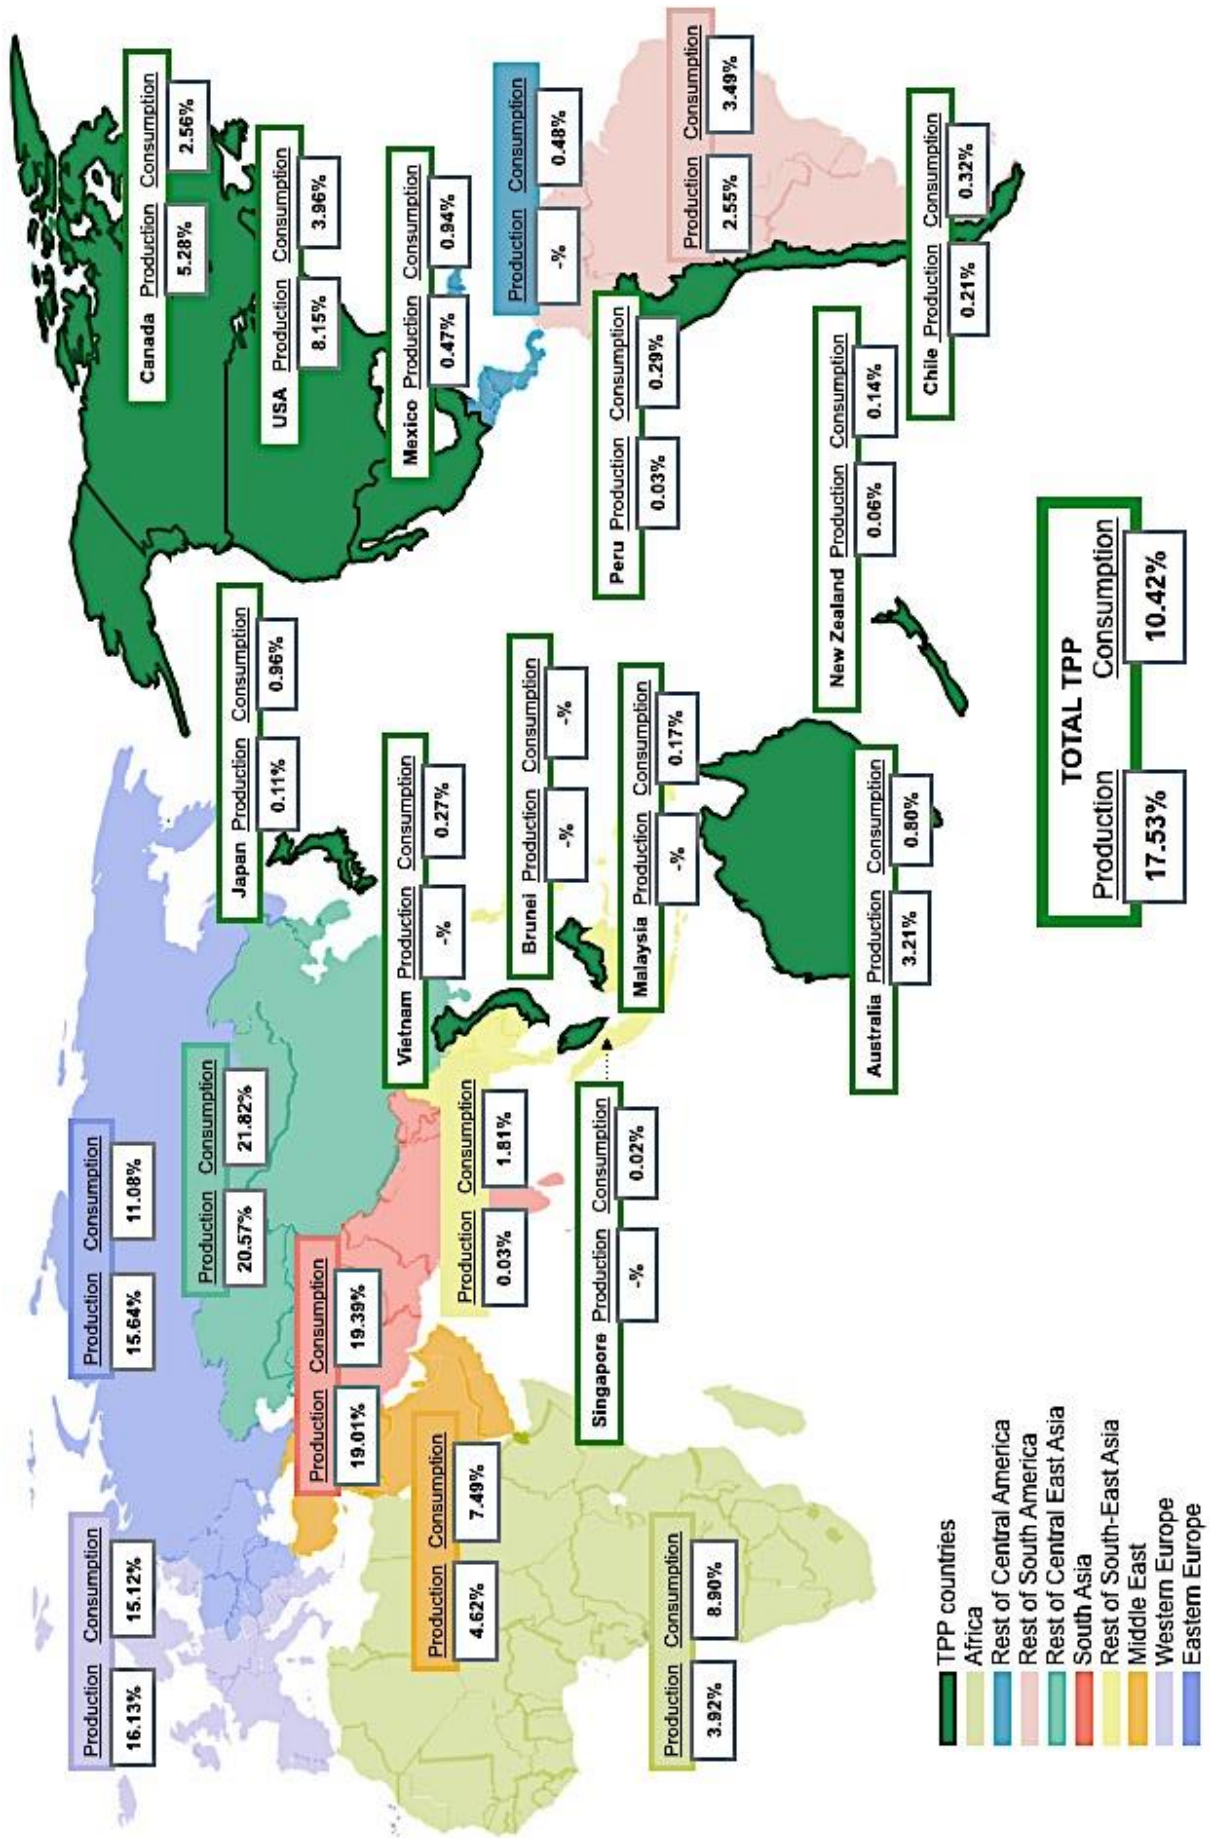 Production Consumption
16.13% 15.12%
Production Consumption
15.64% 11.08%
Canada Production Consumption
5.28% 2.56%
Production Consumption
20.57% 21.82%
Japan Production Consumption
0.11% 0.96%
USA Production Consumption
8.15% 3.96%
Production Consumption
19.01% 19.39%
Vietnam Production Consumption
-% 0.27%
Mexico Production Consumption
0.47% 0.94%
Production Consumption
4.62% 7.49%
Production Consumption
0.03% 1.81%
Brunei Production Consumption
-% -%
Production Consumption
-% 0.48%
Singapore Production Consumption
-% 0.02%
Malaysia Production Consumption
-% 0.17%
Peru Production Consumption
0.03% 0.29%
Production Consumption
2.55% 3.49%
Production Consumption
3.92% 8.90%
Australia Production Consumption
3.21% 0.80%
New Zealand Production Consumption
0.06% 0.14%
Chile Production Consumption
0.21% 0.32%
TPP countries
Africa
Rest of Central America
Rest of South America
Rest of Central East Asia
South Asia
Rest of South-East Asia
Middle East
Western Europe
Eastern Europe
TOTAL TPP
Production Consumption
17.53% 10.42%